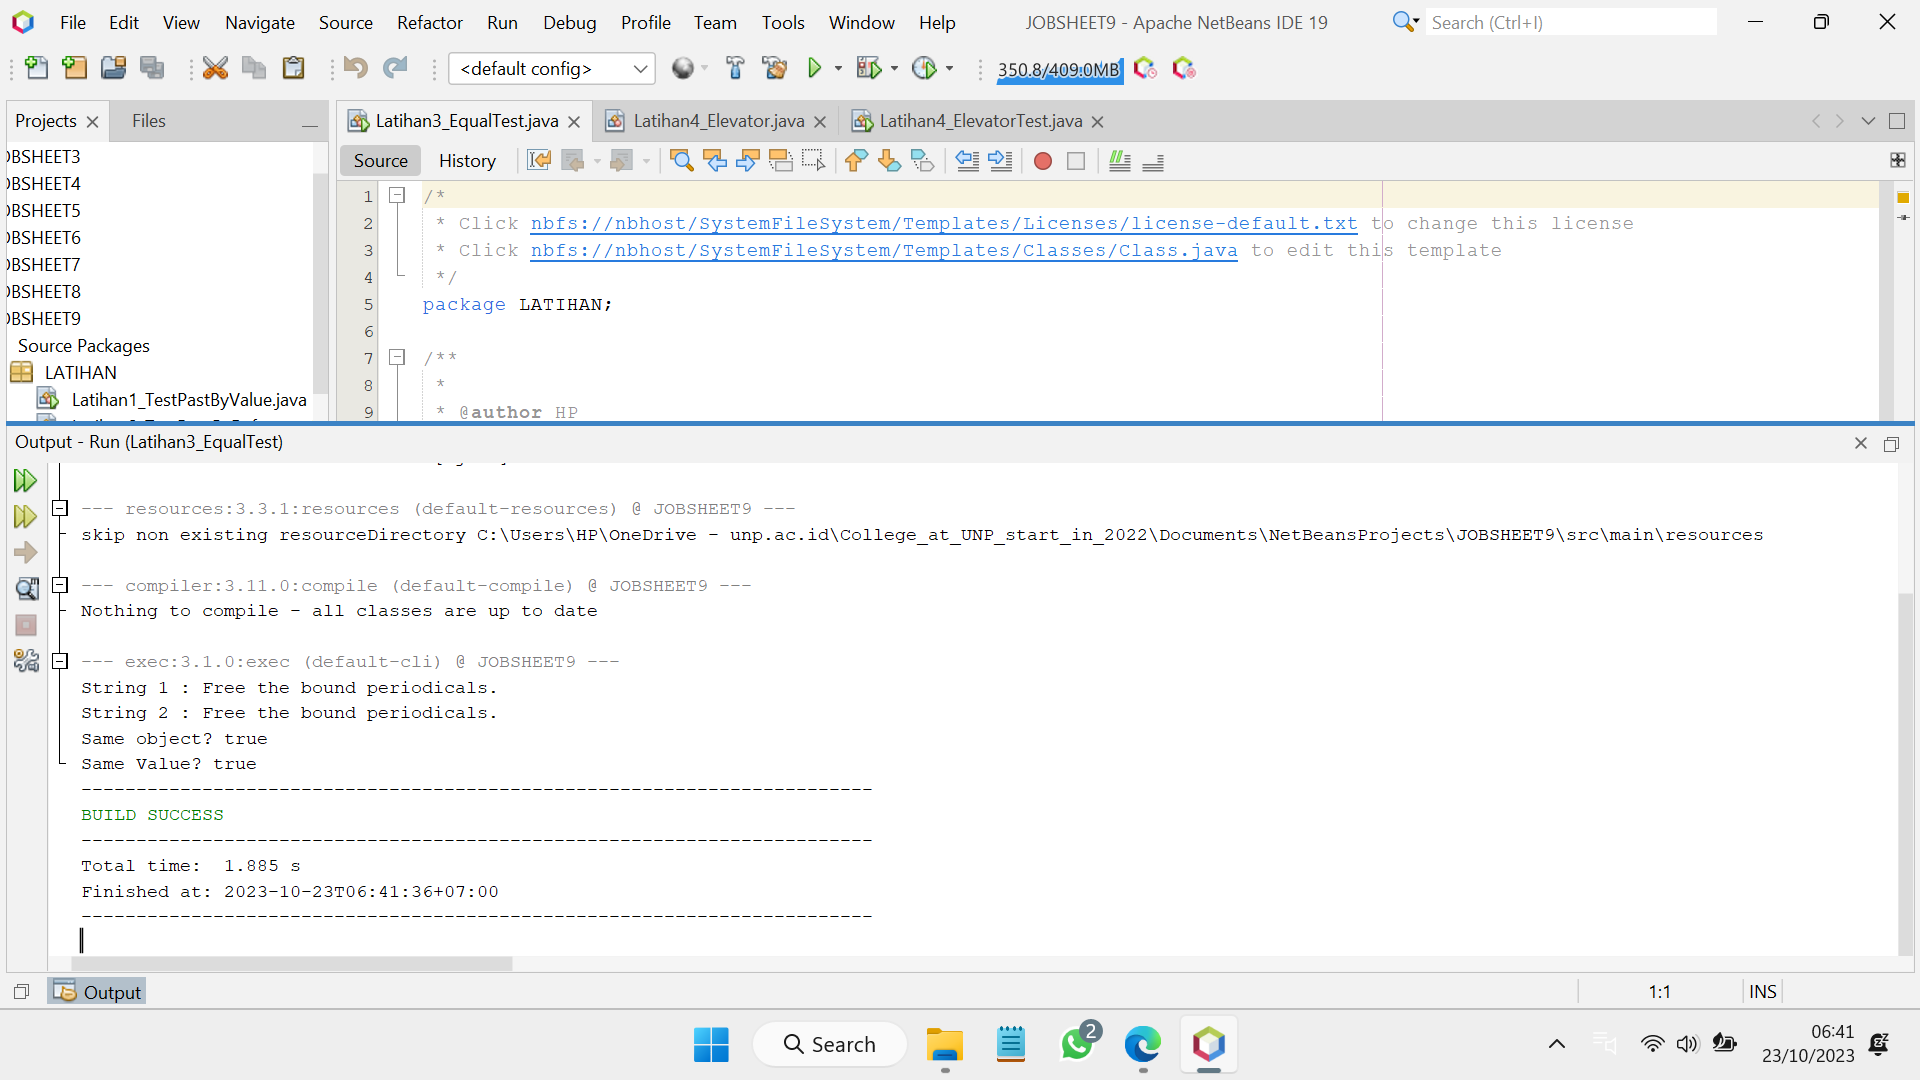 File Edit View Navigate Source Refactor Run Debug Profile Team Tools Window Help
JOBSHEET9 - Apache NetBeans IDE 19
Search (Ctrl+I)
<default config>
350.8/409.0MB
Projects
Files
Latihan3_EqualTest.java
Latihan4_Elevator.java
Latihan4_ElevatorTest.java
OBSHEET3
OBSHEET4
OBSHEET5
OBSHEET6
OBSHEET7
OBSHEET8
OBSHEET9
Source Packages
LATIHAN
Latihan1_TestPastByValue.java
Source
History
1 /*
2 * Click nbfs://nbhost/SystemFileSystem/Templates/Licenses/license-default.txt to change this license
3 * Click nbfs://nbhost/SystemFileSystem/Templates/Classes/Class.java to edit this template
4 */
5 package LATIHAN;
6
7 /**
8 *
9 * @author HP
Output - Run (Latihan3_EqualTest)
--- resources:3.3.1:resources (default-resources) @ JOBSHEET9 ---
skip non existing resourceDirectory C:\Users\HP\OneDrive - unp.ac.id\College_at_UNP_start_in_2022\Documents\NetBeansProjects\JOBSHEET9\src\main\resources
--- compiler:3.11.0:compile (default-compile) @ JOBSHEET9 ---
Nothing to compile - all classes are up to date
--- exec:3.1.0:exec (default-cli) @ JOBSHEET9 ---
String 1 : Free the bound periodicals.
String 2 : Free the bound periodicals.
Same object? true
Same Value? true
------------------------------------------------------------------------
BUILD SUCCESS
------------------------------------------------------------------------
Total time:  1.885 s
Finished at: 2023-10-23T06:41:36+07:00
------------------------------------------------------------------------
Output
1:1
INS
Search
2
06:41
23/10/2023